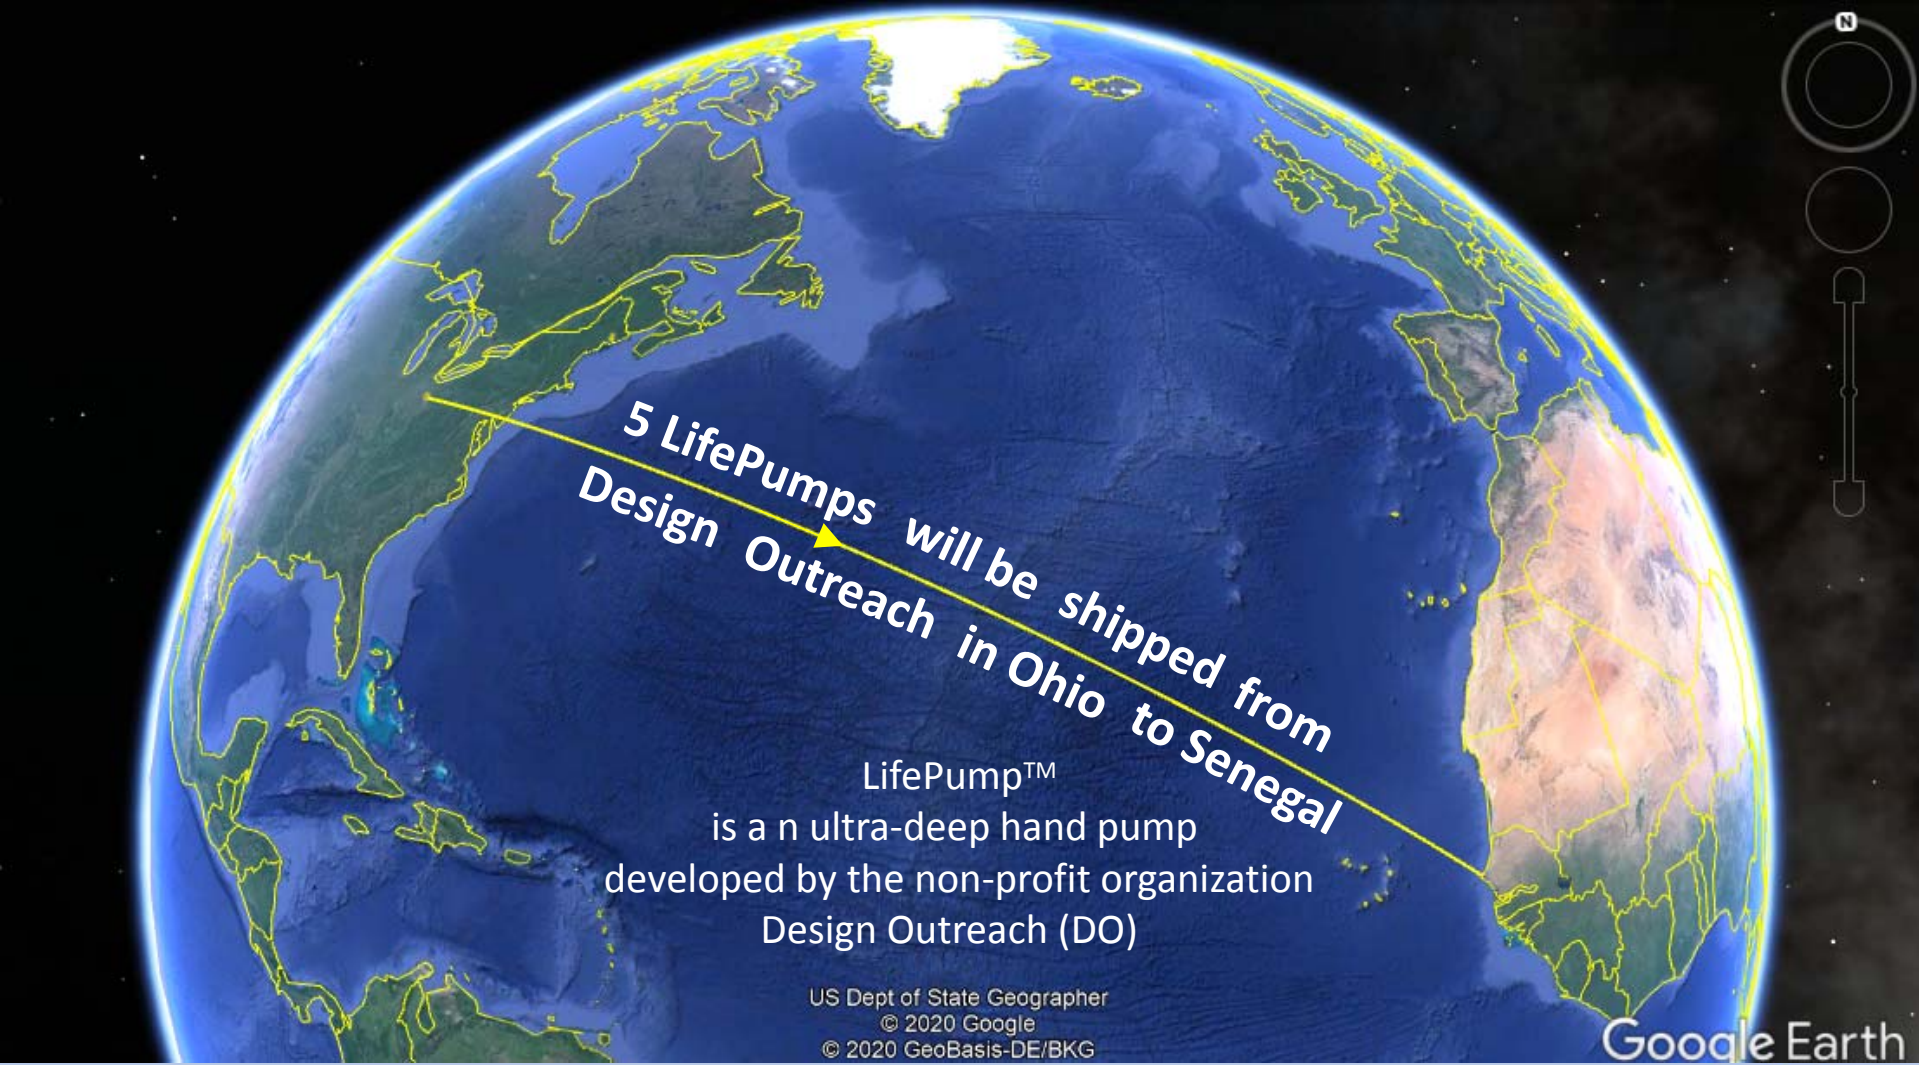 N
5 LifePumps will be shipped from
Design Outreach in Ohio to Senegal
LifePump™
is a n ultra-deep hand pump
developed by the non-profit organization
Design Outreach (DO)
US Dept of State Geographer
© 2020 Google
© 2020 GeoBasis-DE/BKG
Google Earth